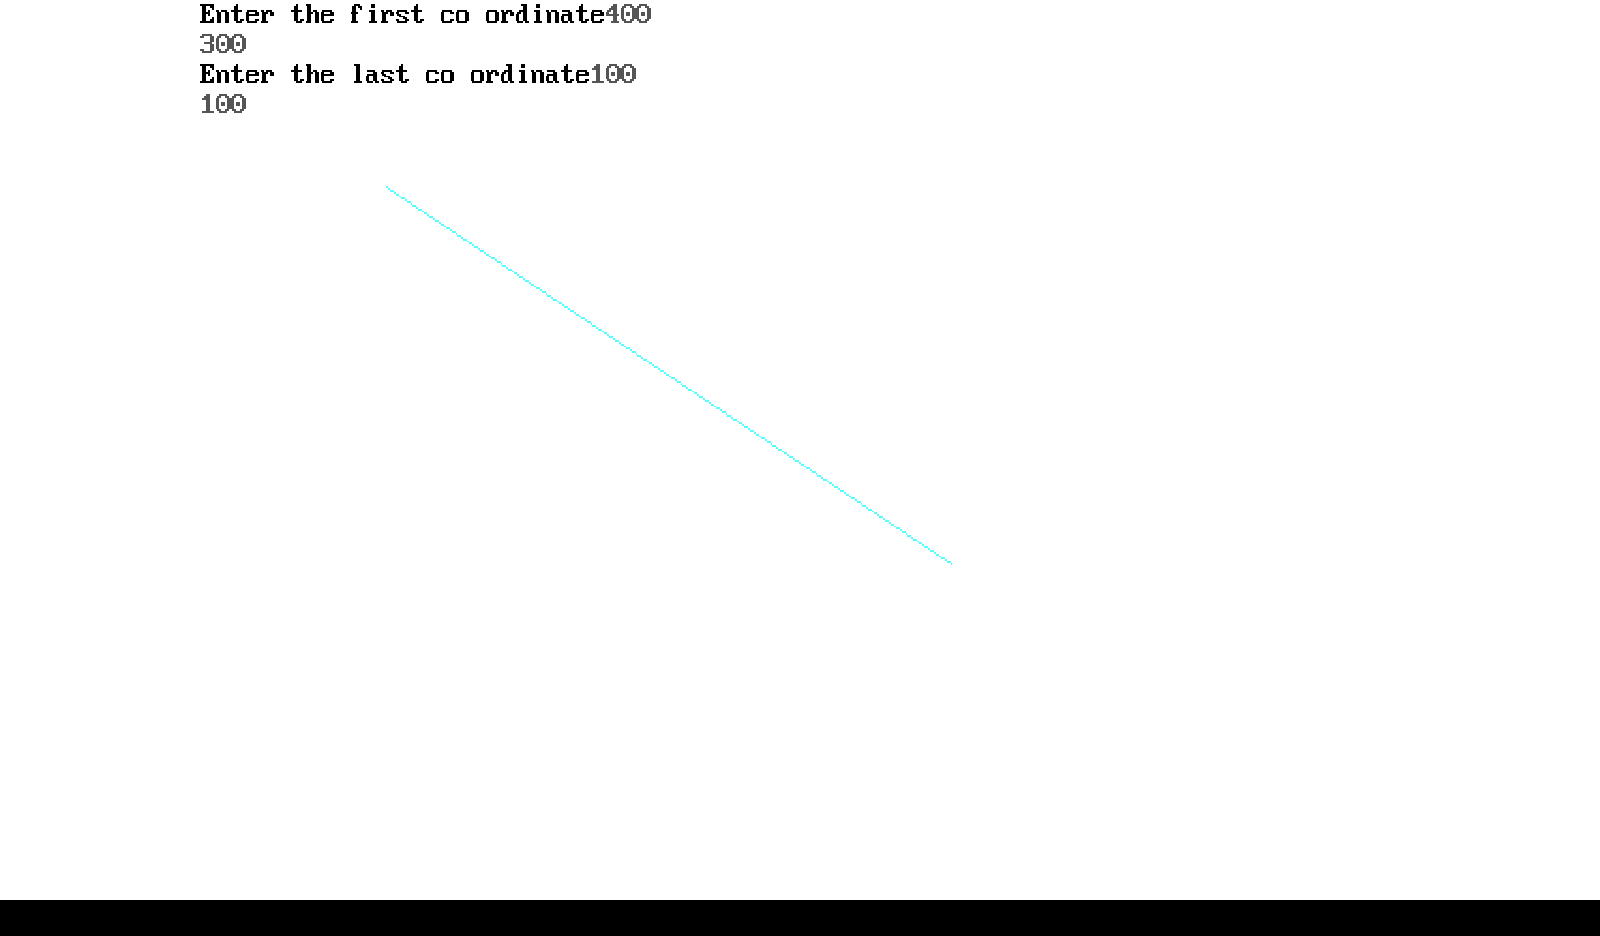 Enter the first co ordinate400
300
Enter the last co ordinate100
100